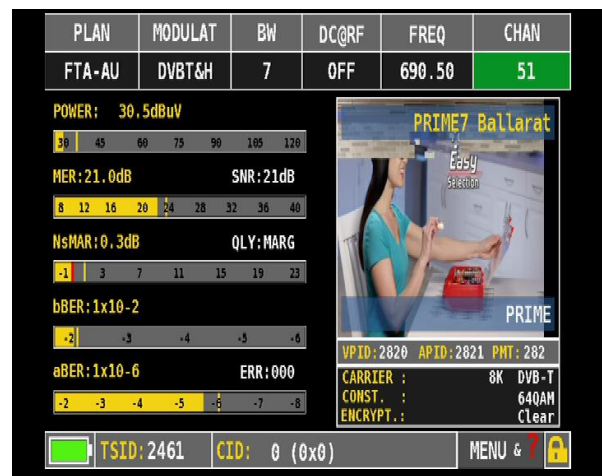 PLAN MODULAT BW DC@RF FREQ CHAN
FTA-AU DVBT&H 7 OFF 690.50 51
POWER: 30.5dBuV
30 45 60 75 90 105 120
MER:21.0dB SNR:21dB
8 12 16 20 24 28 32 36 40
NsMAR:0.3dB QLY:MARG
-1 3 7 11 15 19 23
bBER:1x10-2
-2 -3 -4 -5 -6
aBER:1x10-6 ERR:000
-2 -3 -4 -5 -6 -7 -8
PRIME7 Ballarat
Easy
Selection
PRIME
VPID:2820 APID:2821 PMT:282
CARRIER : 8K DVB-T
CONST. : 64QAM
ENCRYPT.: Clear
TSID:2461 CID: 0 (0x0) MENU & ?